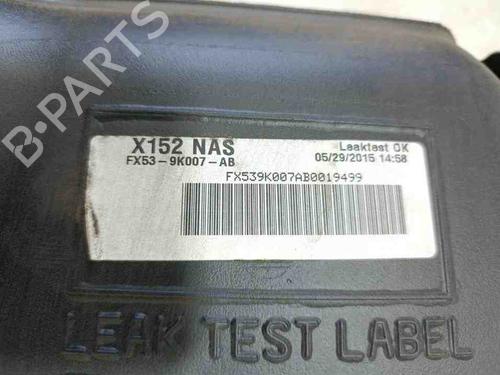 B-PARTS
X152 NAS
Leaktest OK
FX53-9K007-AB
05/29/2015 14:58
FX539K007AB0019499
LEAK TEST LABEL